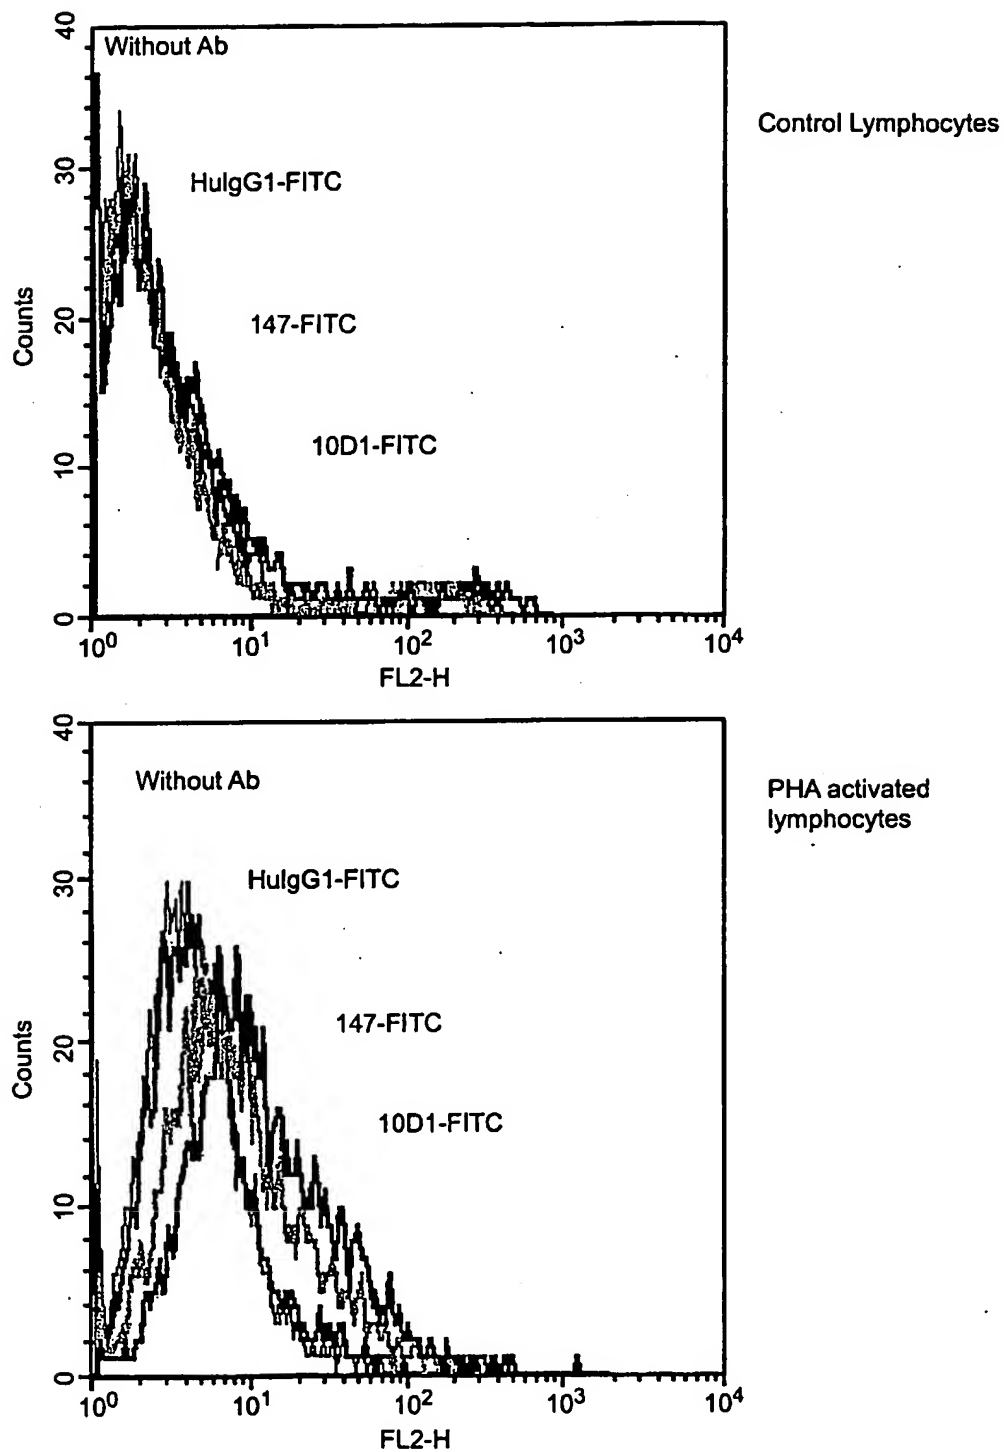 40
Without Ab
Control Lymphocytes
30
HuIgG1-FITC
147-FITC
20
Counts
10D1-FITC
10
0
10^0 10^1 10^2 10^3 10^4
FL2-H
40
Without Ab
PHA activated
lymphocytes
30
HuIgG1-FITC
147-FITC
20
Counts
10D1-FITC
10
0
10^0 10^1 10^2 10^3 10^4
FL2-H